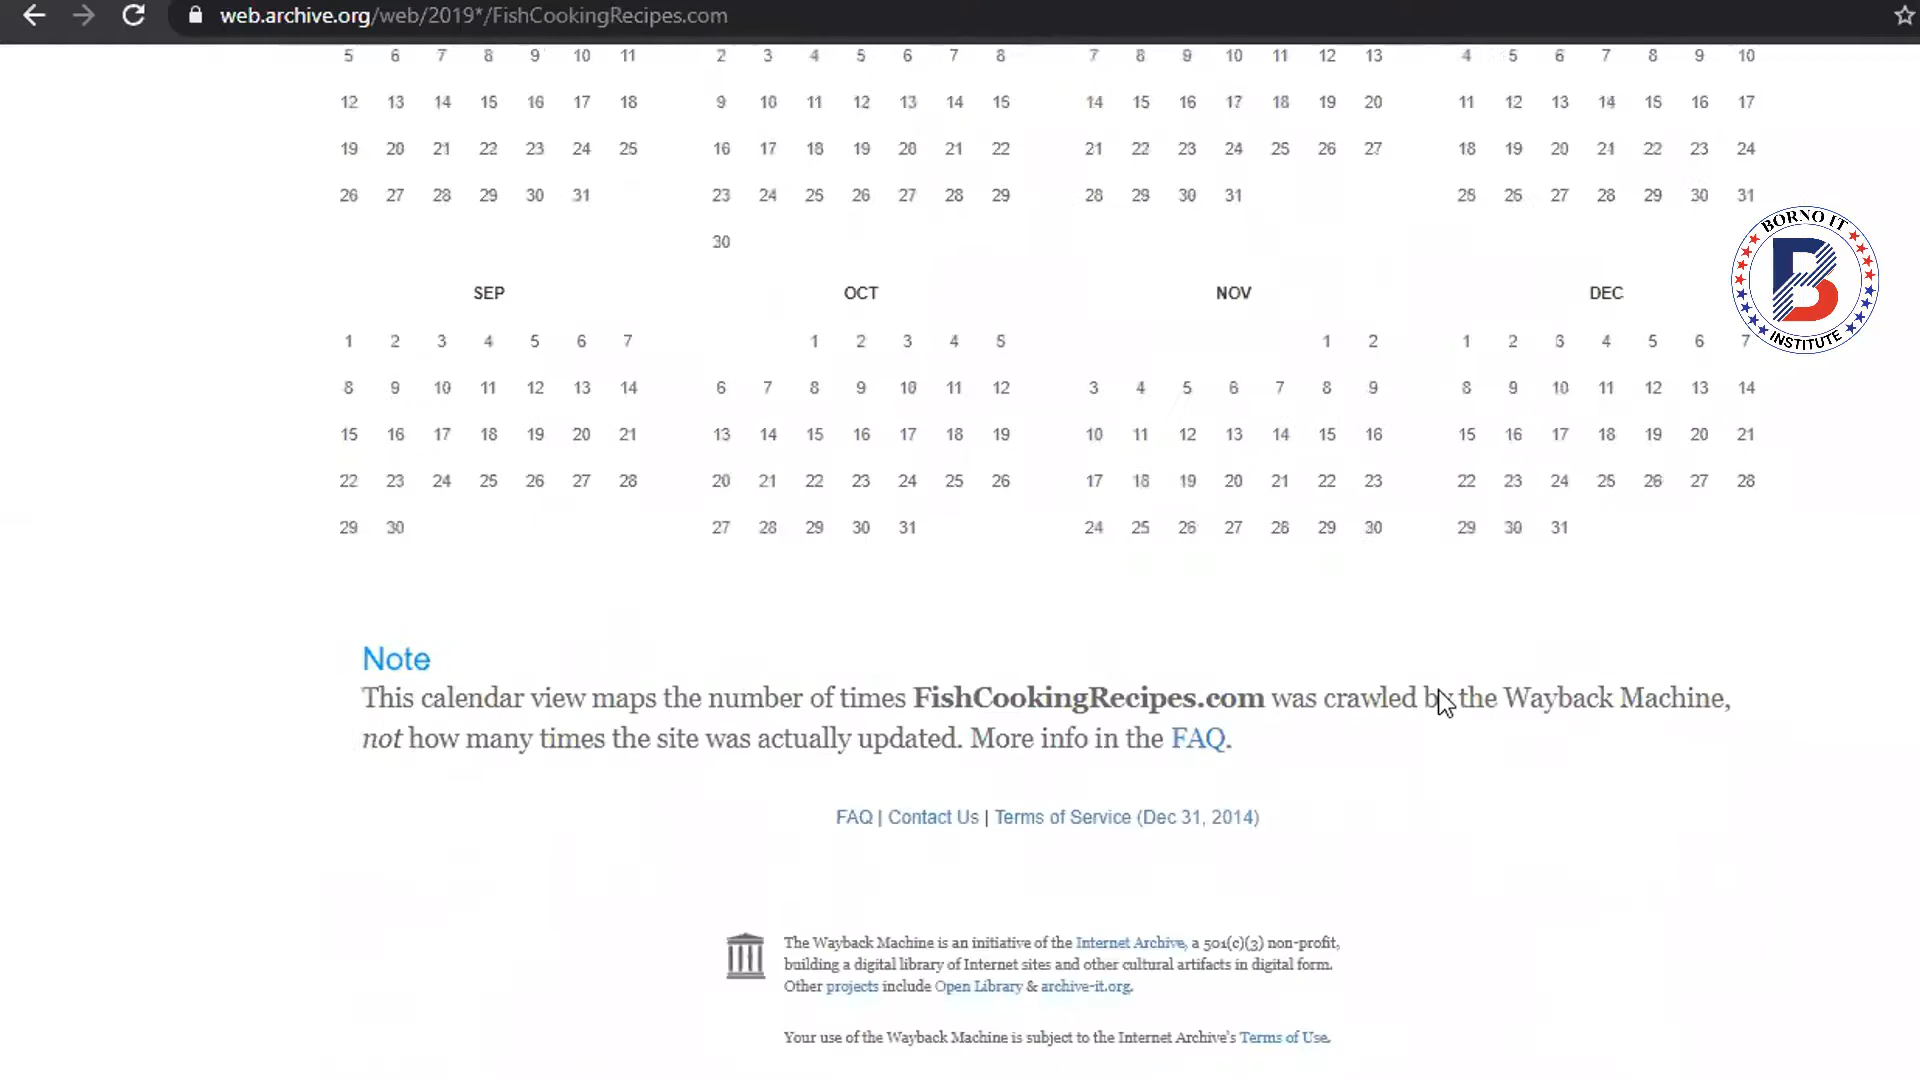 web.archive.org/web/2019*/FishCookingRecipes.com
5 6 7 8 9 10 11 2 3 4 5 6 7 8 7 8 9 10 11 12 13 4 5 6 7 8 9 10
12 13 14 15 16 17 18 9 10 11 12 13 14 15 14 15 16 17 18 19 20 11 12 13 14 15 16 17
19 20 21 22 23 24 25 16 17 18 19 20 21 22 21 22 23 24 25 26 27 18 19 20 21 22 23 24
26 27 28 29 30 31 23 24 25 26 27 28 29 28 29 30 31 25 26 27 28 29 30 31
30
BORNO IT
B
INSTITUTE
SEP OCT NOV DEC
1 2 3 4 5 6 7 1 2 3 4 5 1 2 1 2 3 4 5 6 7
8 9 10 11 12 13 14 6 7 8 9 10 11 12 3 4 5 6 7 8 9 8 9 10 11 12 13 14
15 16 17 18 19 20 21 13 14 15 16 17 18 19 10 11 12 13 14 15 16 15 16 17 18 19 20 21
22 23 24 25 26 27 28 20 21 22 23 24 25 26 17 18 19 20 21 22 23 22 23 24 25 26 27 28
29 30 27 28 29 30 31 24 25 26 27 28 29 30 29 30 31
Note
This calendar view maps the number of times FishCookingRecipes.com was crawled by the Wayback Machine,
not how many times the site was actually updated. More info in the FAQ.
FAQ | Contact Us | Terms of Service (Dec 31, 2014)
The Wayback Machine is an initiative of the Internet Archive, a 501(c)(3) non-profit,
building a digital library of Internet sites and other cultural artifacts in digital form.
Other projects include Open Library & archive-it.org.
Your use of the Wayback Machine is subject to the Internet Archive's Terms of Use.